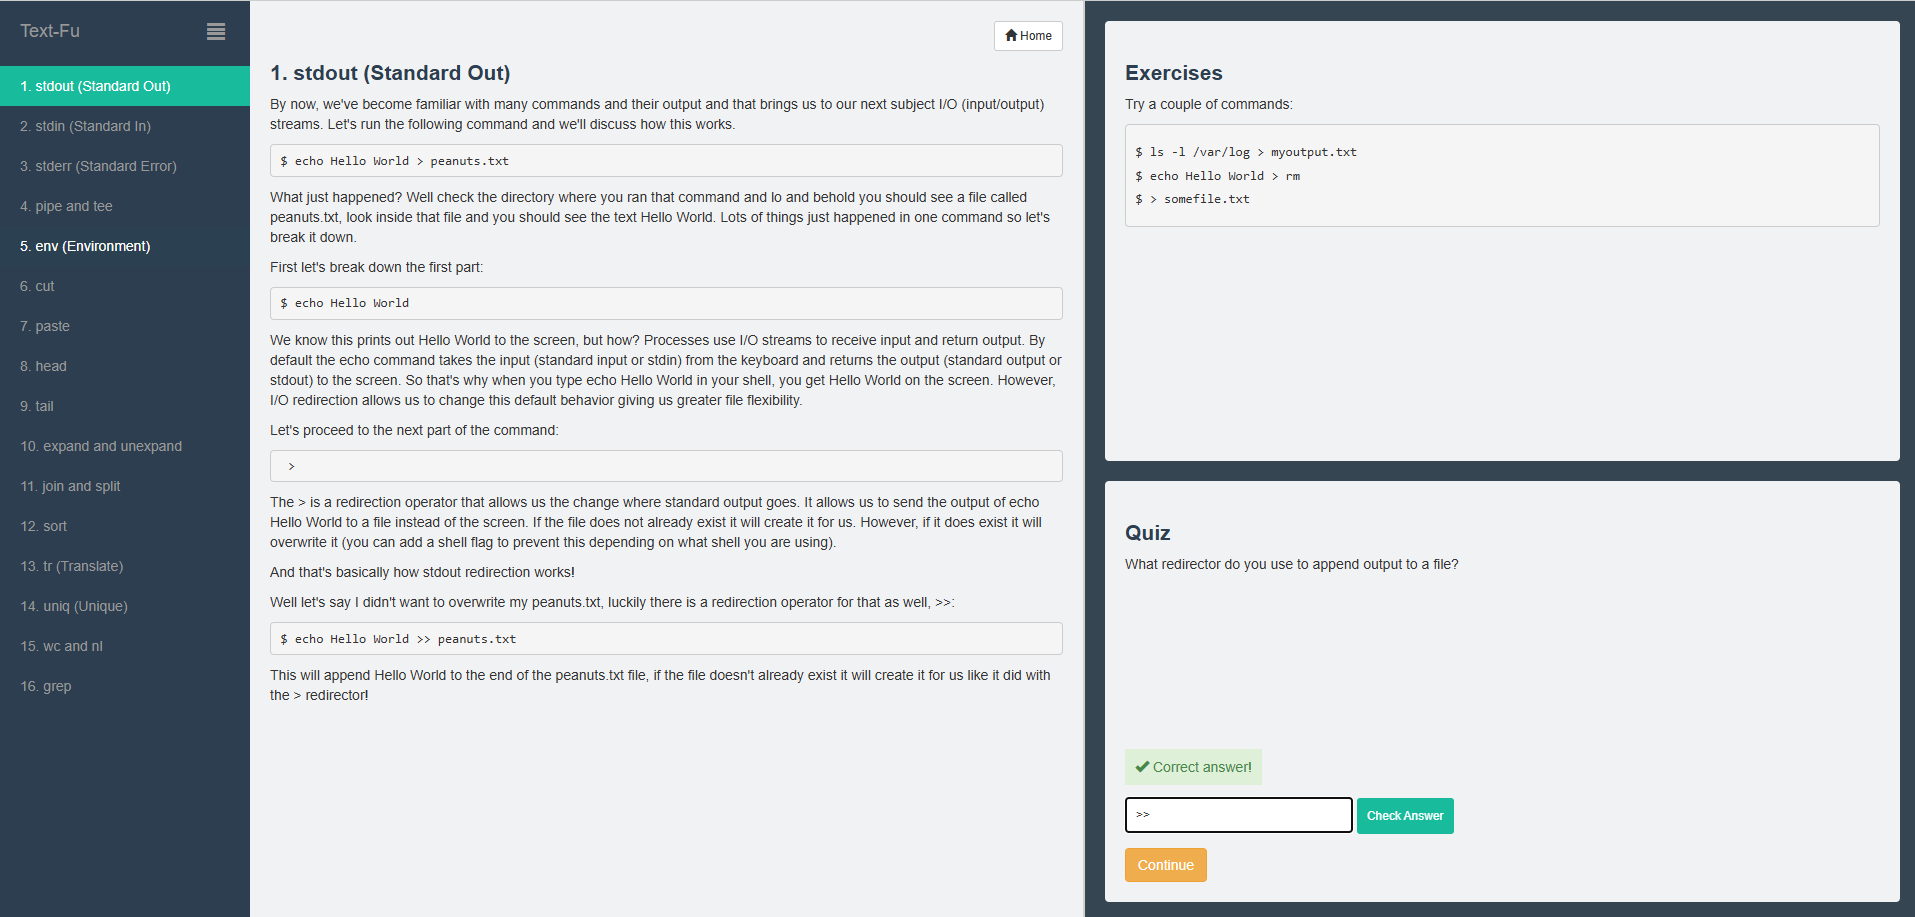 Text-Fu
1. stdout (Standard Out)
2. stdin (Standard In)
3. stderr (Standard Error)
4. pipe and tee
5. env (Environment)
6. cut
7. paste
8. head
9. tail
10. expand and unexpand
11. join and split
12. sort
13. tr (Translate)
14. uniq (Unique)
15. wc and nl
16. grep
Home
1. stdout (Standard Out)
By now, we've become familiar with many commands and their output and that brings us to our next subject I/O (input/output)
streams. Let's run the following command and we'll discuss how this works.
$ echo Hello World > peanuts.txt
What just happened? Well check the directory where you ran that command and lo and behold you should see a file called
peanuts.txt, look inside that file and you should see the text Hello World. Lots of things just happened in one command so let's
break it down.
First let's break down the first part:
$ echo Hello World
We know this prints out Hello World to the screen, but how? Processes use I/O streams to receive input and return output. By
default the echo command takes the input (standard input or stdin) from the keyboard and returns the output (standard output or
stdout) to the screen. So that's why when you type echo Hello World in your shell, you get Hello World on the screen. However,
I/O redirection allows us to change this default behavior giving us greater file flexibility.
Let's proceed to the next part of the command:
>
The > is a redirection operator that allows us the change where standard output goes. It allows us to send the output of echo
Hello World to a file instead of the screen. If the file does not already exist it will create it for us. However, if it does exist it will
overwrite it (you can add a shell flag to prevent this depending on what shell you are using).
And that's basically how stdout redirection works!
Well let's say I didn't want to overwrite my peanuts.txt, luckily there is a redirection operator for that as well, >>:
$ echo Hello World >> peanuts.txt
This will append Hello World to the end of the peanuts.txt file, if the file doesn't already exist it will create it for us like it did with
the > redirector!
Exercises
Try a couple of commands:
$ ls -l /var/log > myoutput.txt
$ echo Hello World > rm
$ > somefile.txt
Quiz
What redirector do you use to append output to a file?
Correct answer!
>>
Check Answer
Continue